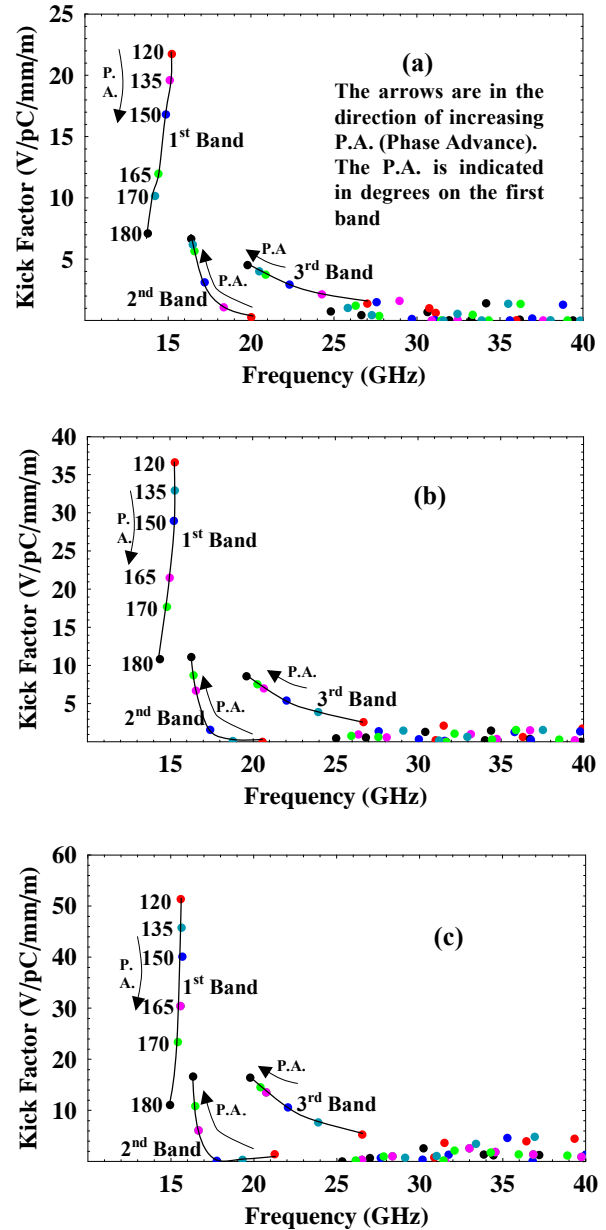 25
20
15
10
5
Kick Factor (V/pC/mm/m)
120
135
150
165
170
180
P.
A.
1st Band
2nd Band
P.A.
P.A
3rd Band
(a)
The arrows are in the
direction of increasing
P.A. (Phase Advance).
The P.A. is indicated
in degrees on the first
band
15 20 25 30 35 40
Frequency (GHz)
40
35
30
25
20
15
10
5
Kick Factor (V/pC/mm/m)
120
135
150
165
170
180
P.
A.
1st Band
2nd Band
P.A.
P.A.
3rd Band
(b)
15 20 25 30 35 40
Frequency (GHz)
60
50
40
30
20
10
Kick Factor (V/pC/mm/m)
120
135
150
165
170
180
P.
A.
1st Band
2nd Band
P.A.
P.A.
3rd Band
(c)
15 20 25 30 35 40
Frequency (GHz)